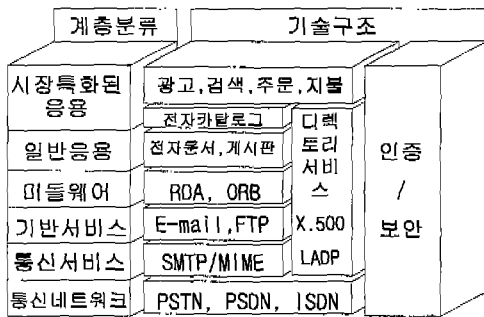 계층분류
기술구조
시장특화된
응용
광고,검색,주문,지불
전자카탈로그
일반응용
전자문서,게시판
미들웨어
RDA, ORB
기반서비스
E-mail,FTP
통신서비스
SMTP/MIME
통신네트워크
PSTN, PSDN, ISDN
디렉
토리
서비
스
X.500
LADP
인증
/
보안